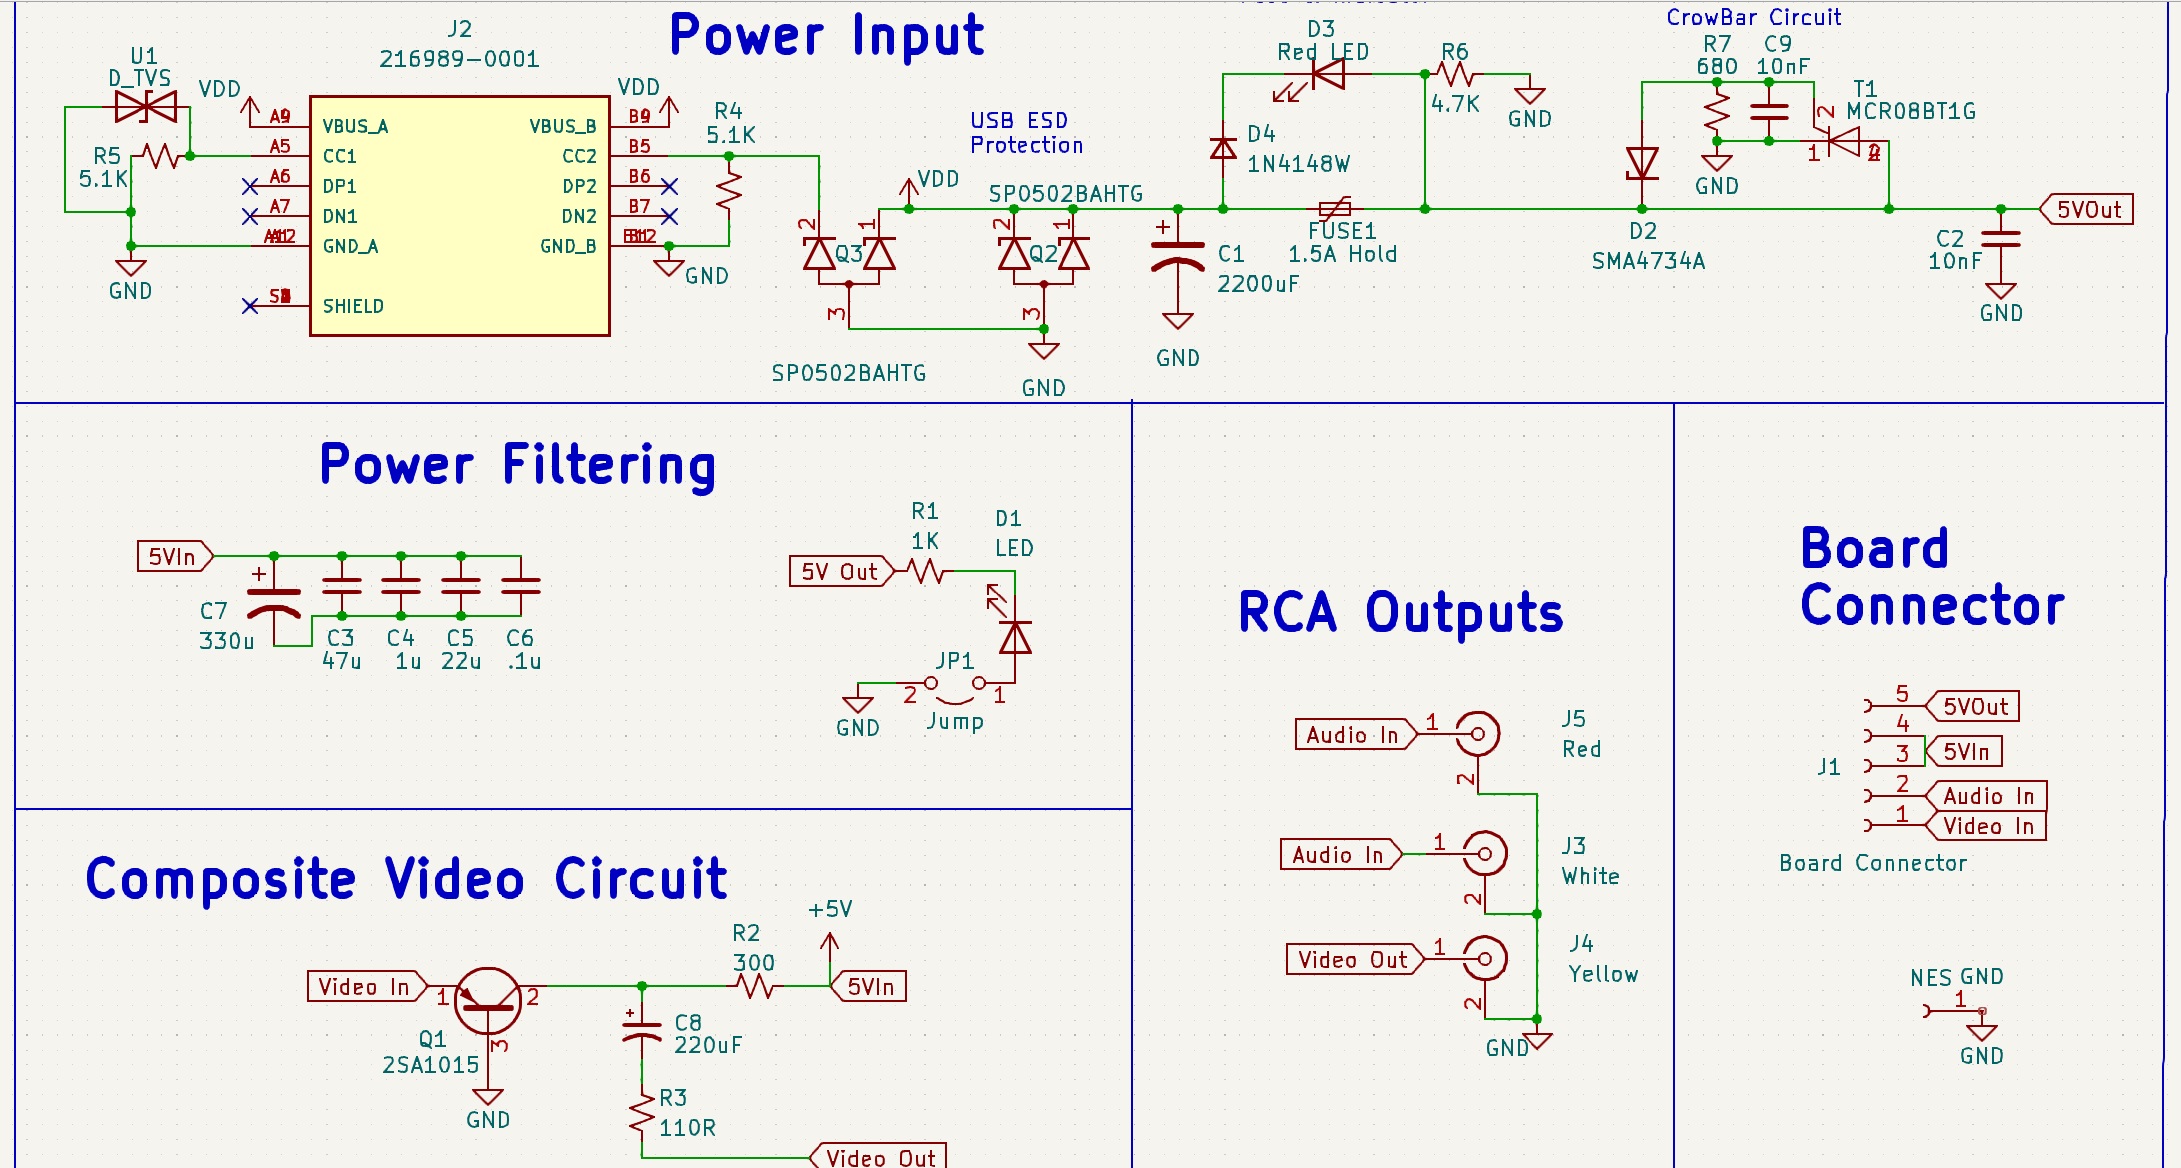 Power Input
CrowBar Circuit
J2
216989-0001
U1
D_TVS
VDD
VDD
A5
A6
A7
B5
B6
B7
VBUS_A
CC1
DP1
DN1
GND_A
SHIELD
VBUS_B
CC2
DP2
DN2
GND_B
R5
5.1K
GND
R4
5.1K
GND
USB ESD
Protection
VDD
SP0502BAHTG
2
1
Q3
3
SP0502BAHTG
2
1
Q2
3
GND
+
C1
2200uF
GND
D3
Red LED
R6
4.7K
GND
D4
1N4148W
FUSE1
1.5A Hold
R7
680
C9
10nF
T1
MCR08BT1G
2
1
GND
D2
SMA4734A
C2
10nF
GND
5VOut
Power Filtering
5VIn
+
C7
330u
C3
47u
C4
1u
C5
22u
C6
.1u
R1
1K
D1
LED
5V Out
JP1
2
1
Jump
GND
Composite Video Circuit
+5V
R2
300
Video In
1
2
5VIn
Q1
2SA1015
3
GND
+
C8
220uF
R3
110R
Video Out
RCA Outputs
Audio In
1
2
J5
Red
Audio In
1
2
J3
White
Video Out
1
2
J4
Yellow
GND
Board
Connector
5
5VOut
4
3
5VIn
J1
2
Audio In
1
Video In
Board Connector
NES GND
1
GND